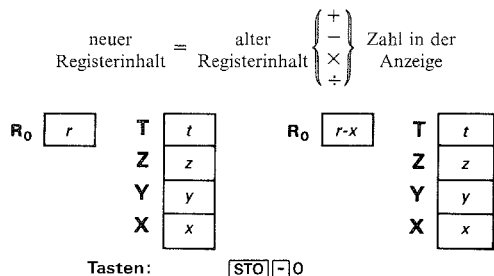 neuer Registerinhalt = alter Registerinhalt { + − × ÷ } Zahl in der Anzeige
R₀ r T t R₀ r-x T t
Z z Z z
Y y Y y
X x X x
Tasten: STO - 0